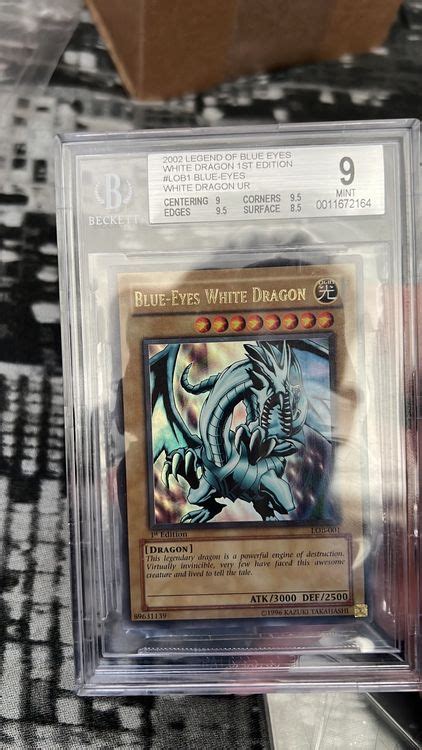 2002 LEGEND OF BLUE EYES
WHITE DRAGON 1ST EDITION
#LOB1 BLUE-EYES
WHITE DRAGON UR
CENTERING 9 CORNERS 9.5
EDGES 9.5 SURFACE 8.5
9
MINT
0011672164
B
BECKETT
BLUE-EYES WHITE DRAGON
LIGHT
光
1st Edition
LOB-001
[DRAGON]
This legendary dragon is a powerful engine of destruction.
Virtually invincible, very few have faced this awesome
creature and lived to tell the tale.
ATK/3000 DEF/2500
89631139
©1996 KAZUKI TAKAHASHI